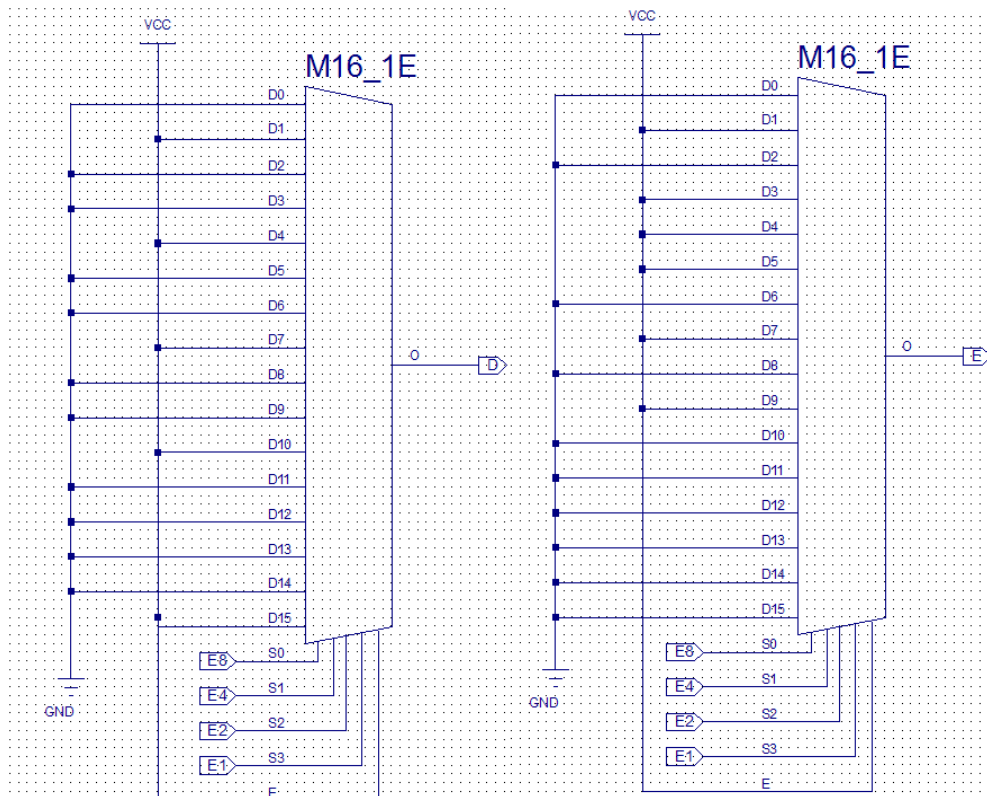 VCC
M16_1E
D0
D1
D2
D3
D4
D5
D6
D7
D8
D9
D10
D11
D12
D13
D14
D15
O
D
E8
S0
E4
S1
E2
S2
E1
S3
E
GND
VCC
M16_1E
D0
D1
D2
D3
D4
D5
D6
D7
D8
D9
D10
D11
D12
D13
D14
D15
O
E
E8
S0
E4
S1
E2
S2
E1
S3
E
GND